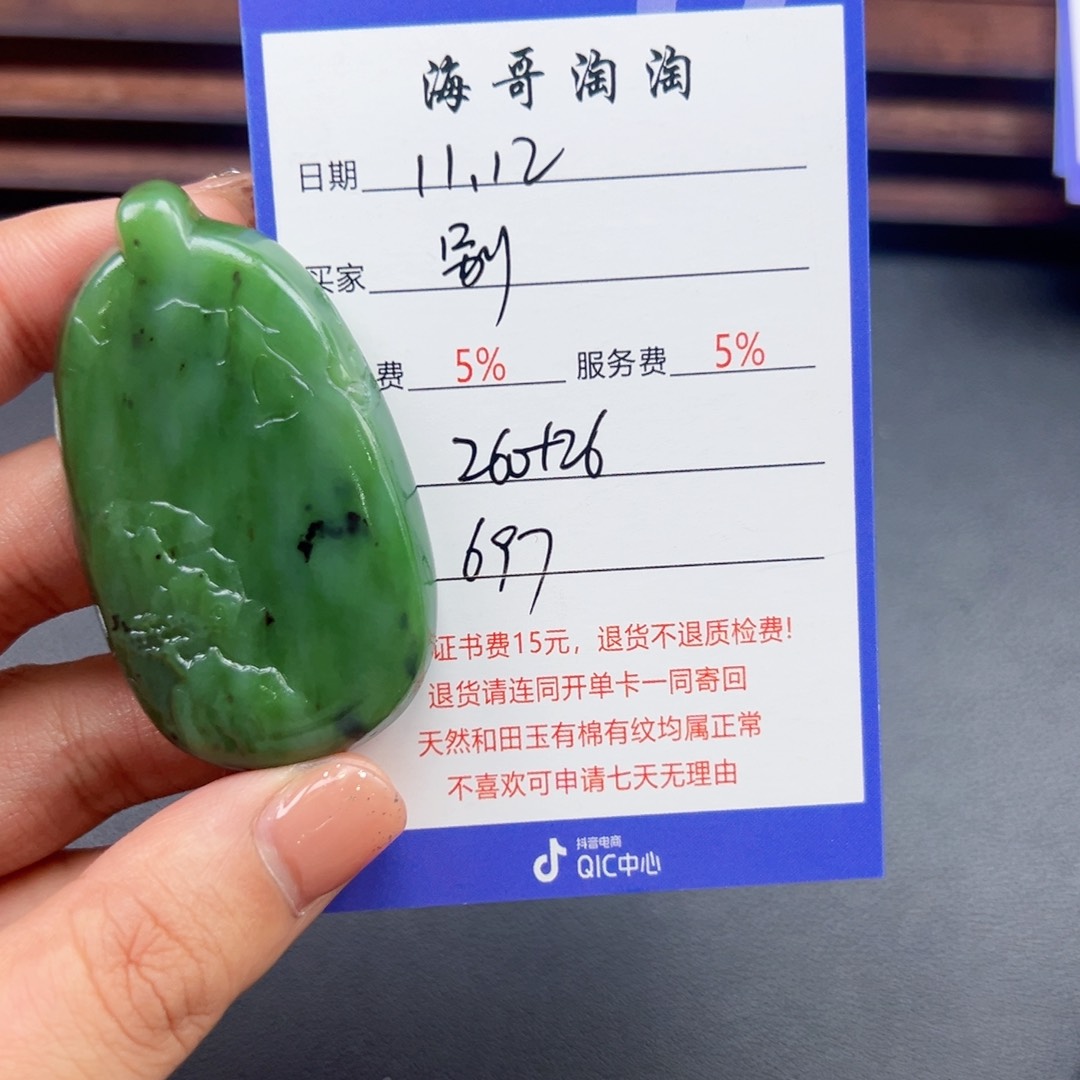 海哥淘淘
日期 11.12
买家 别
费 5% 服务费 5%
260+26
697
证书费15元，退货不退质检费！
退货请连同开单卡一同寄回
天然和田玉有棉有纹均属正常
不喜欢可申请七天无理由
抖音电商
QIC中心